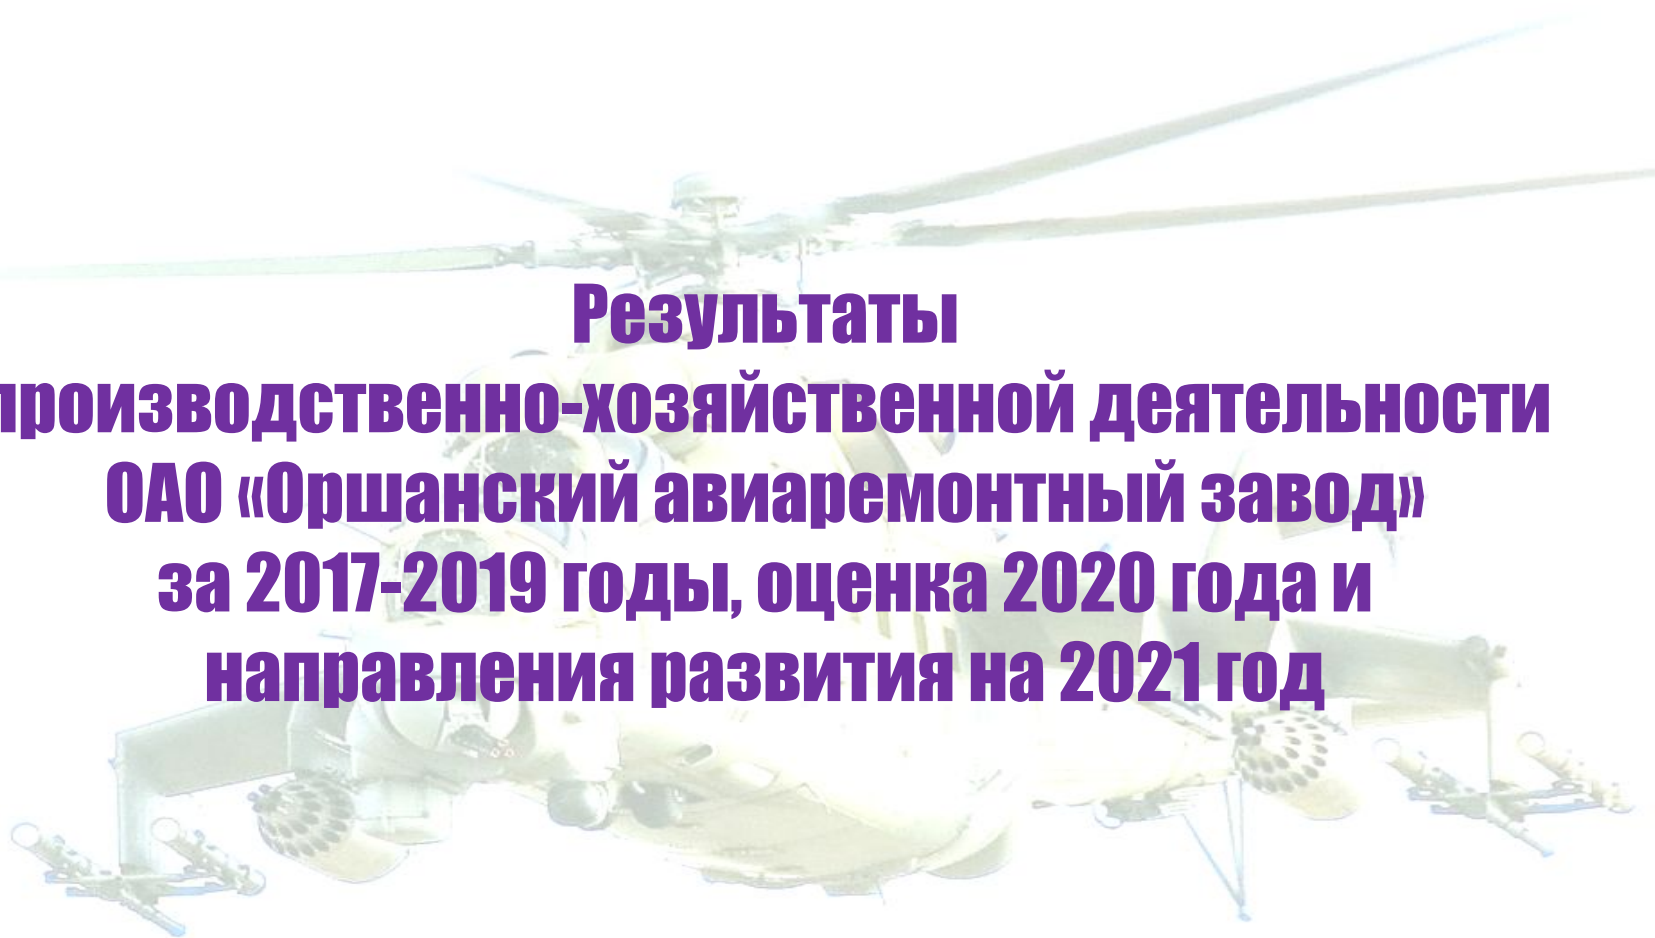 Результаты
производственно-хозяйственной деятельности
ОАО «Оршанский авиаремонтный завод»
за 2017-2019 годы, оценка 2020 года и
направления развития на 2021 год